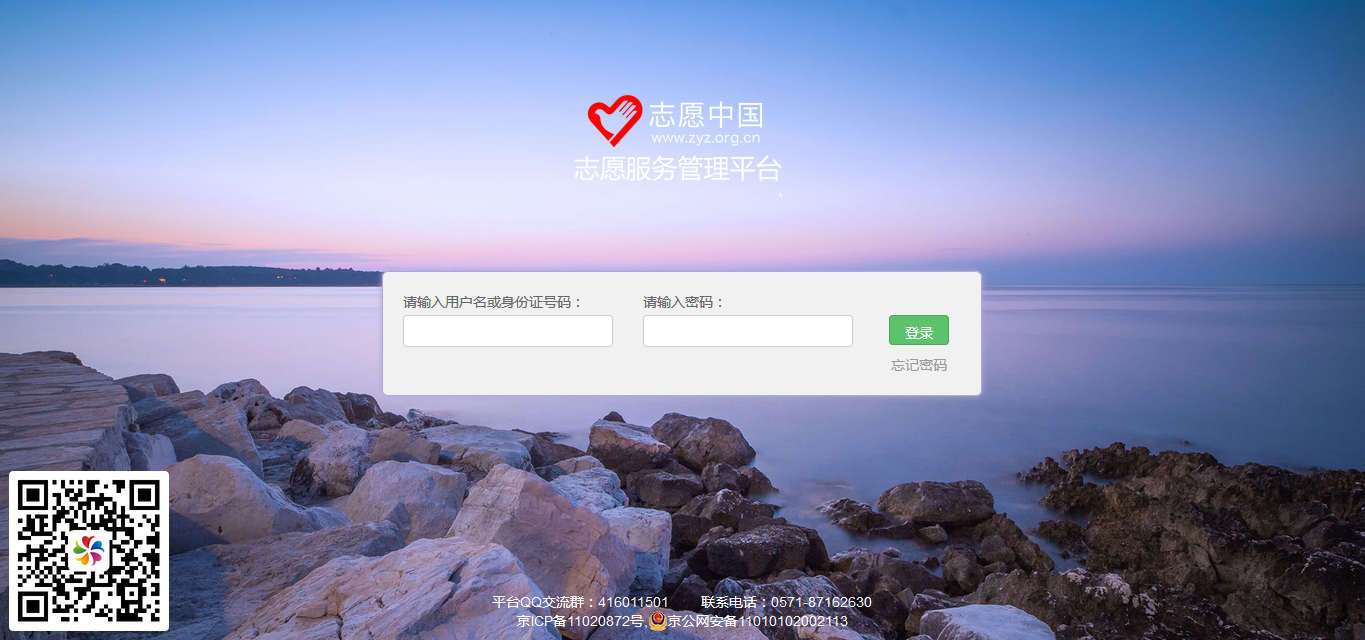 志愿中国
www.zyz.org.cn
志愿服务管理平台
请输入用户名或身份证号码：
请输入密码：
登录
忘记密码
平台QQ交流群：416011501 联系电话：0571-87162630
京ICP备11020872号,京公网安备11010102002113